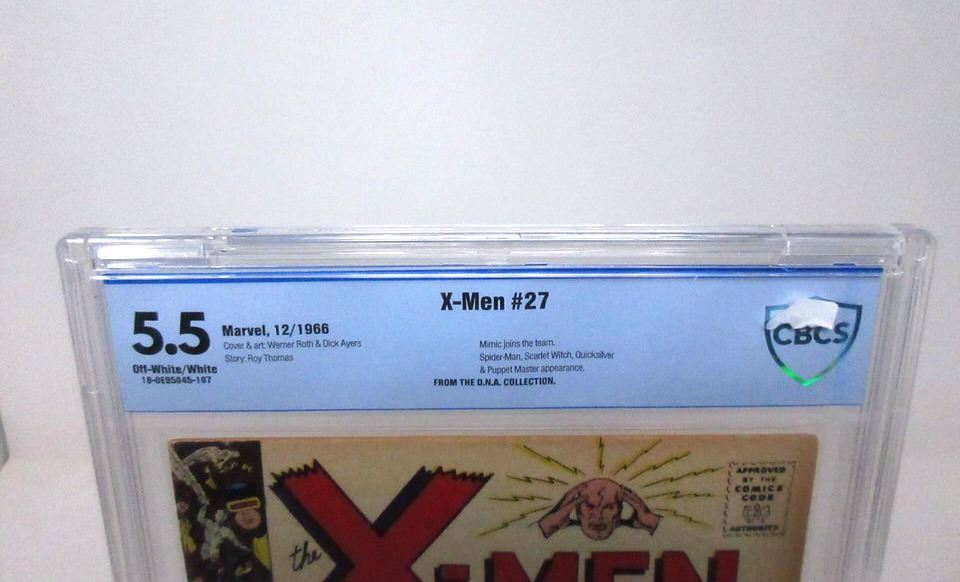 X-Men #27
5.5
Marvel, 12/1966
Cover & art: Werner Roth & Dick Ayers
Story: Roy Thomas
Off-White/White
Mimic joins the team.
Spider-Man, Scarlet Witch, Quicksilver
& Puppet Master appearance.
FROM THE D.N.A. COLLECTION.
CBCS
the
X-MEN
APPROVED
BY THE
COMICS
CODE
AUTHORITY